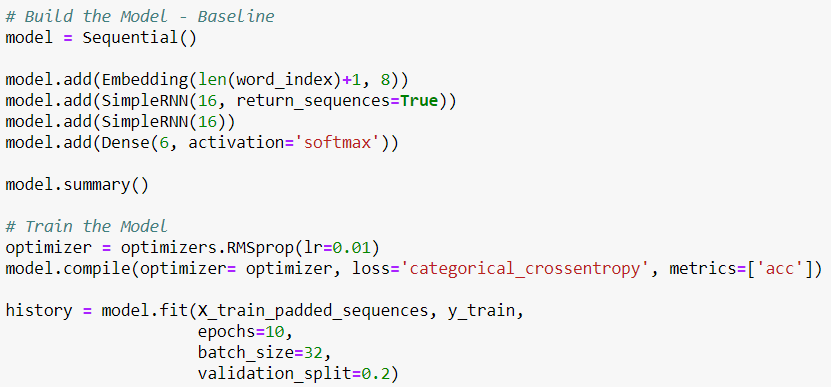 # Build the Model - Baseline
model = Sequential()
model.add(Embedding(len(word_index)+1, 8))
model.add(SimpleRNN(16, return_sequences=True))
model.add(SimpleRNN(16))
model.add(Dense(6, activation='softmax'))
model.summary()
# Train the Model
optimizer = optimizers.RMSprop(lr=0.01)
model.compile(optimizer= optimizer, loss='categorical_crossentropy', metrics=['acc'])
history = model.fit(X_train_padded_sequences, y_train,
                    epochs=10,
                    batch_size=32,
                    validation_split=0.2)